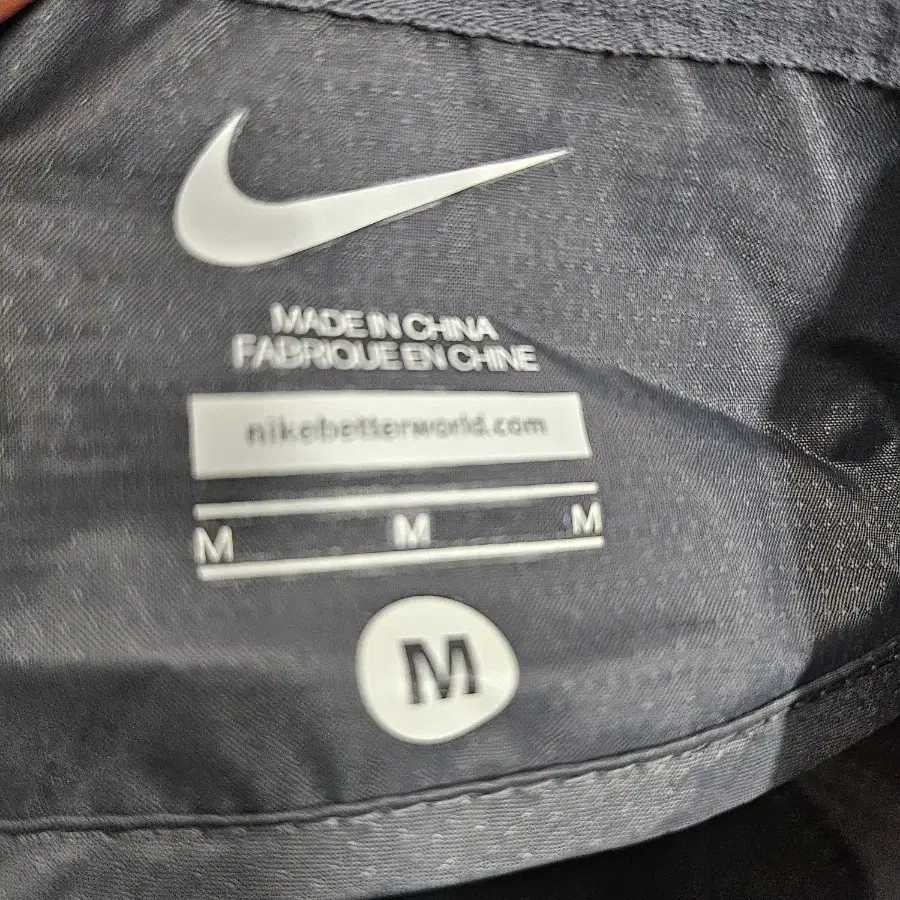 MADE IN CHINA
FABRIQUE EN CHINE
nikebetterworld.com
M M M
M